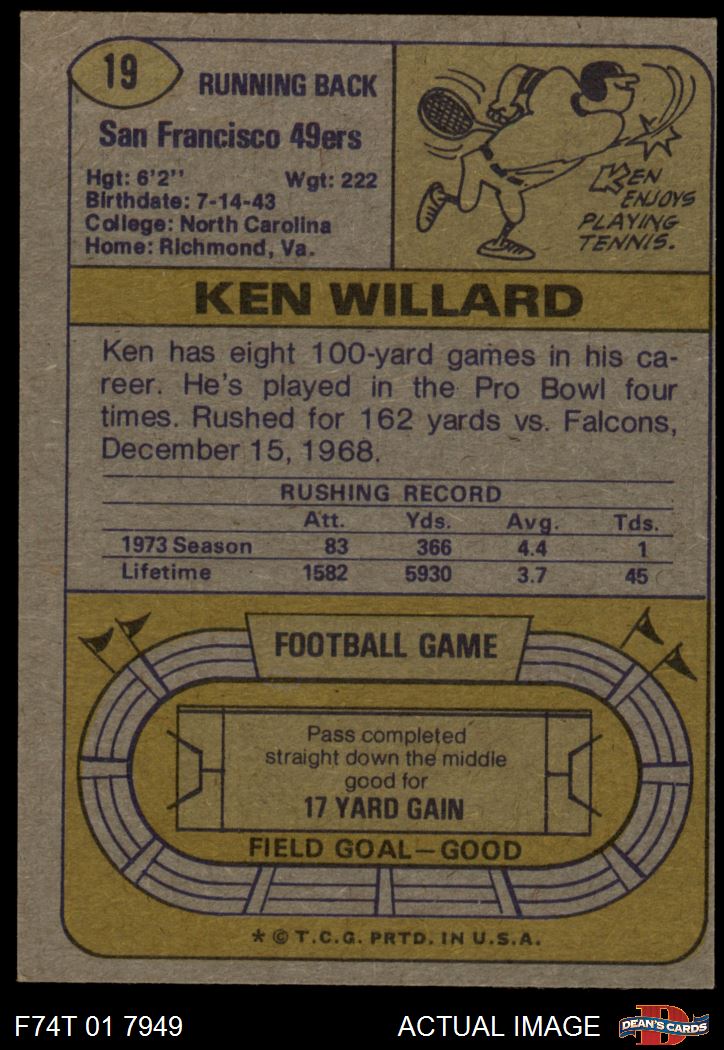 19
RUNNING BACK
San Francisco 49ers
Hgt: 6'2" Wgt: 222
Birthdate: 7-14-43
College: North Carolina
Home: Richmond, Va.
KEN
ENJOYS
PLAYING
TENNIS.
KEN WILLARD
Ken has eight 100-yard games in his ca-
reer. He's played in the Pro Bowl four
times. Rushed for 162 yards vs. Falcons,
December 15, 1968.
RUSHING RECORD
Att. Yds. Avg. Tds.
1973 Season 83 366 4.4 1
Lifetime 1582 5930 3.7 45
FOOTBALL GAME
Pass completed
straight down the middle
good for
17 YARD GAIN
FIELD GOAL—GOOD
* © T.C.G. PRTD. IN U.S.A.
F74T 01 7949 ACTUAL IMAGE
D
DEAN'S CARDS